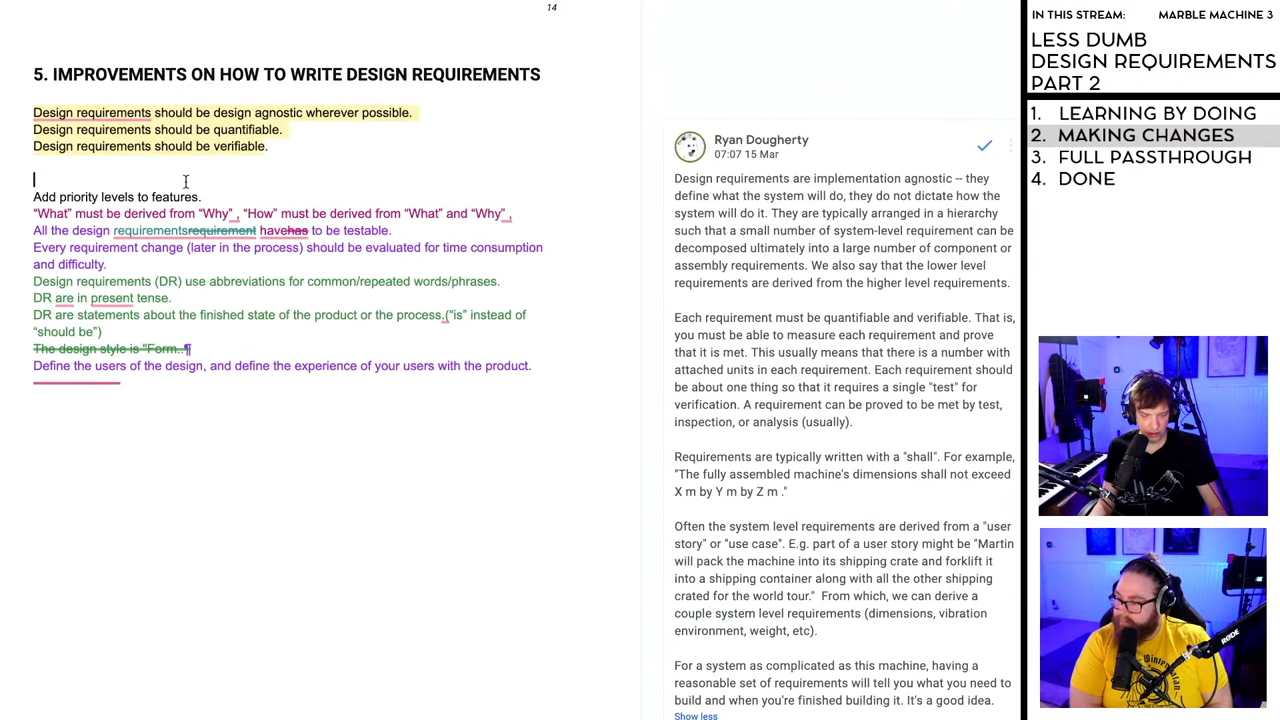 14
5. IMPROVEMENTS ON HOW TO WRITE DESIGN REQUIREMENTS
Design requirements should be design agnostic wherever possible.
Design requirements should be quantifiable.
Design requirements should be verifiable.
Add priority levels to features.
“What” must be derived from “Why” , “How” must be derived from “What” and “Why” ,
All the design requirementsrequirement havehas to be testable.
Every requirement change (later in the process) should be evaluated for time consumption
and difficulty.
Design requirements (DR) use abbreviations for common/repeated words/phrases.
DR are in present tense.
DR are statements about the finished state of the product or the process.(“is” instead of
“should be”)
The design style is "Form..¶
Define the users of the design, and define the experience of your users with the product.
Ryan Dougherty
07:07 15 Mar
Design requirements are implementation agnostic -- they
define what the system will do, they do not dictate how the
system will do it. They are typically arranged in a hierarchy
such that a small number of system-level requirement can be
decomposed ultimately into a large number of component or
assembly requirements. We also say that the lower level
requirements are derived from the higher level requirements.
Each requirement must be quantifiable and verifiable. That is,
you must be able to measure each requirement and prove
that it is met. This usually means that there is a number with
attached units in each requirement. Each requirement should
be about one thing so that it requires a single "test" for
verification. A requirement can be proved to be met by test,
inspection, or analysis (usually).
Requirements are typically written with a "shall". For example,
"The fully assembled machine's dimensions shall not exceed
X m by Y m by Z m ."
Often the system level requirements are derived from a "user
story" or "use case". E.g. part of a user story might be "Martin
will pack the machine into its shipping crate and forklift it
into a shipping container along with all the other shipping
crated for the world tour." From which, we can derive a
couple system level requirements (dimensions, vibration
environment, weight, etc).
For a system as complicated as this machine, having a
reasonable set of requirements will tell you what you need to
build and when you're finished building it. It's a good idea.
Show less
IN THIS STREAM: MARBLE MACHINE 3
LESS DUMB
DESIGN REQUIREMENTS
PART 2
1. LEARNING BY DOING
2. MAKING CHANGES
3. FULL PASSTHROUGH
4. DONE
RØDE